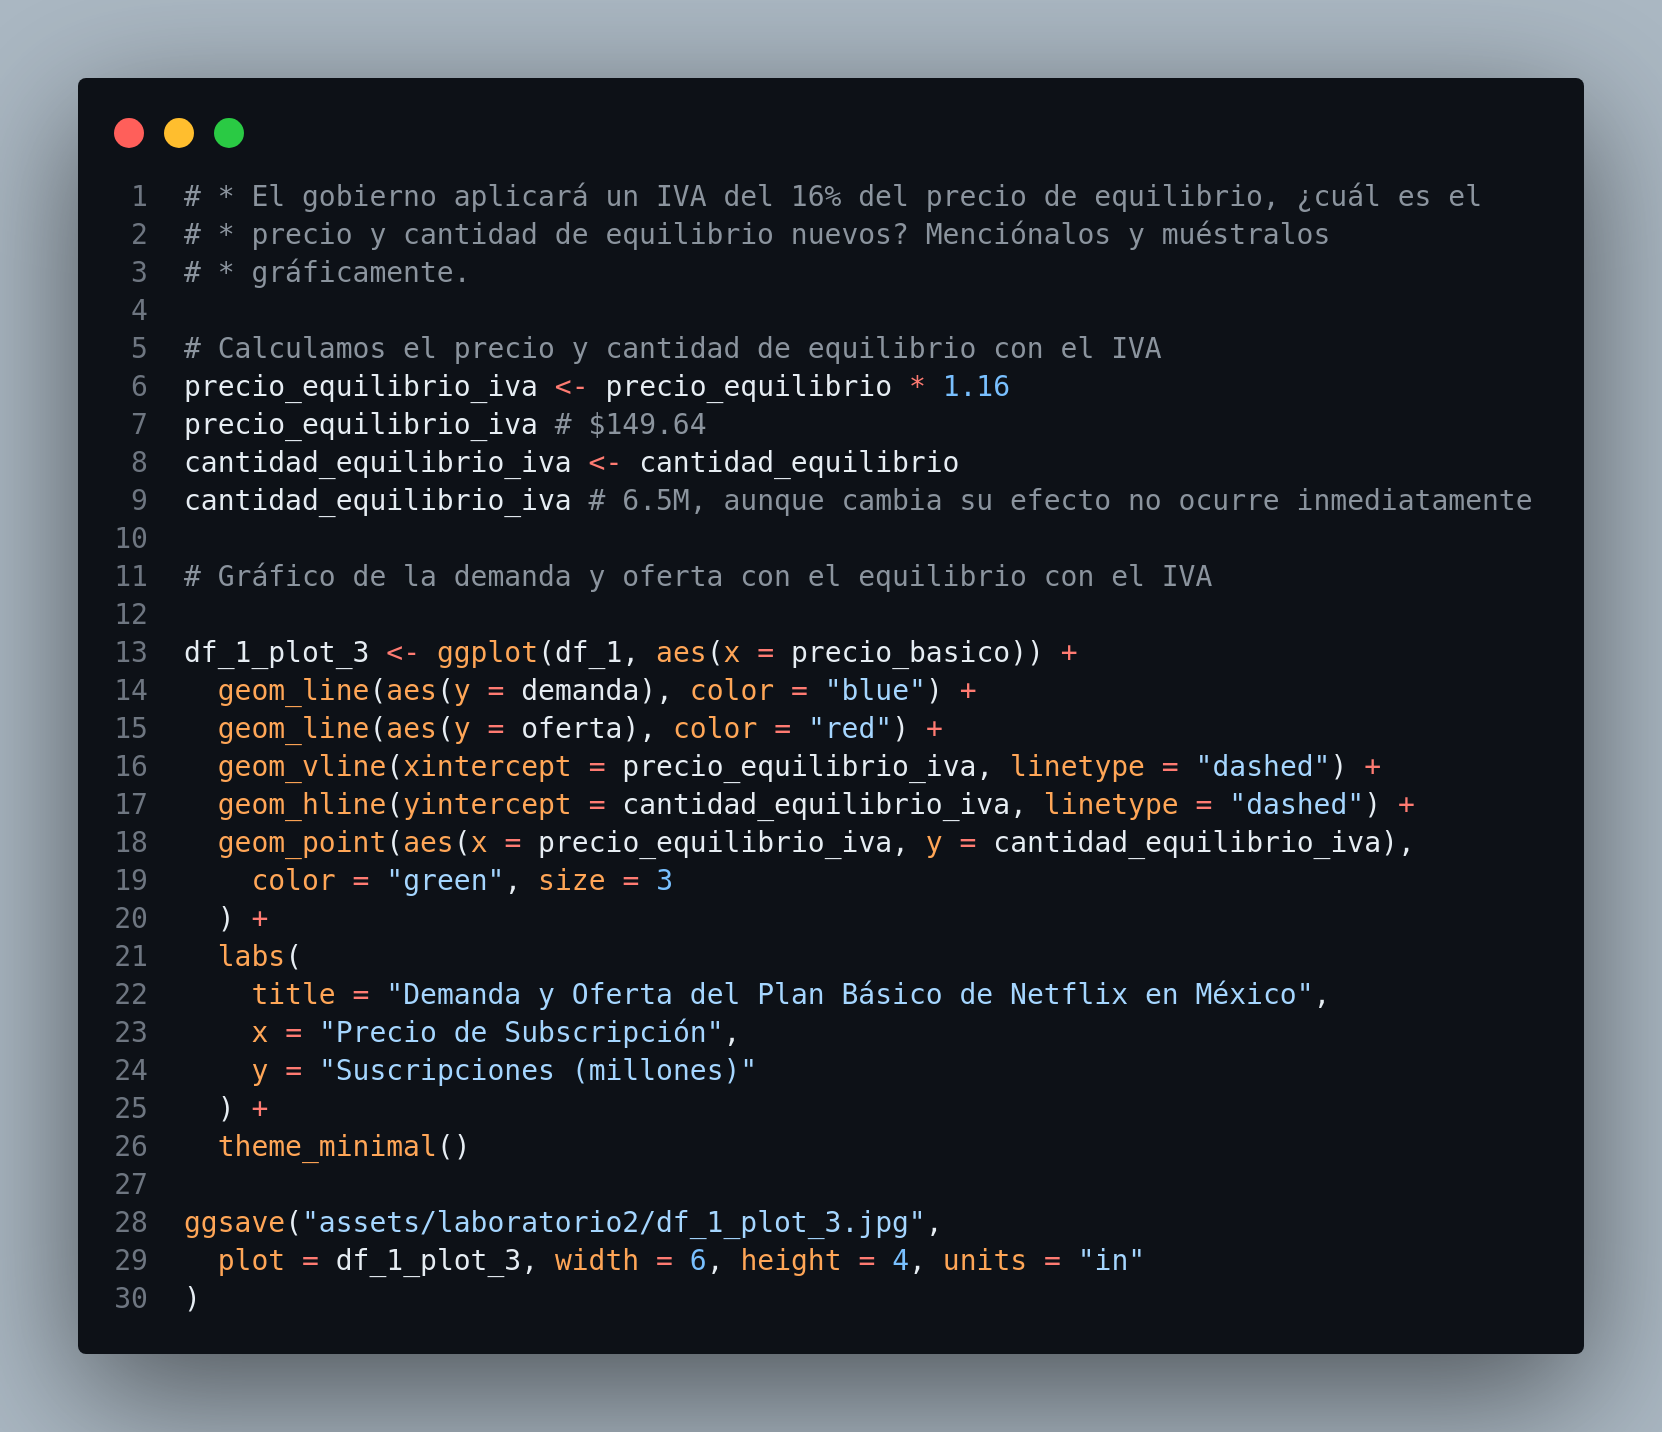 1 # * El gobierno aplicará un IVA del 16% del precio de equilibrio, ¿cuál es el
2 # * precio y cantidad de equilibrio nuevos? Menciónalos y muéstralos
3 # * gráficamente.
4
5 # Calculamos el precio y cantidad de equilibrio con el IVA
6 precio_equilibrio_iva <- precio_equilibrio * 1.16
7 precio_equilibrio_iva # $149.64
8 cantidad_equilibrio_iva <- cantidad_equilibrio
9 cantidad_equilibrio_iva # 6.5M, aunque cambia su efecto no ocurre inmediatamente
10
11 # Gráfico de la demanda y oferta con el equilibrio con el IVA
12
13 df_1_plot_3 <- ggplot(df_1, aes(x = precio_basico)) +
14   geom_line(aes(y = demanda), color = "blue") +
15   geom_line(aes(y = oferta), color = "red") +
16   geom_vline(xintercept = precio_equilibrio_iva, linetype = "dashed") +
17   geom_hline(yintercept = cantidad_equilibrio_iva, linetype = "dashed") +
18   geom_point(aes(x = precio_equilibrio_iva, y = cantidad_equilibrio_iva),
19     color = "green", size = 3
20   ) +
21   labs(
22     title = "Demanda y Oferta del Plan Básico de Netflix en México",
23     x = "Precio de Subscripción",
24     y = "Suscripciones (millones)"
25   ) +
26   theme_minimal()
27
28 ggsave("assets/laboratorio2/df_1_plot_3.jpg",
29   plot = df_1_plot_3, width = 6, height = 4, units = "in"
30 )